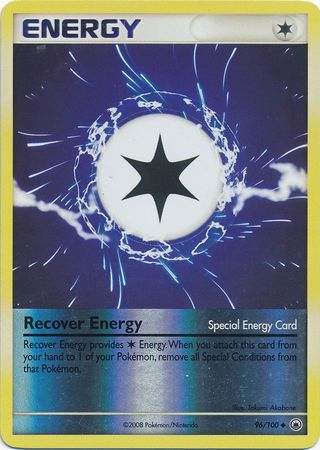 ENERGY
Recover Energy
Special Energy Card
Recover Energy provides Energy. When you attach this card from
your hand to 1 of your Pokémon, remove all Special Conditions from
that Pokémon.
Illus. Takumi Akabane
©2008 Pokémon/Nintendo
96/100